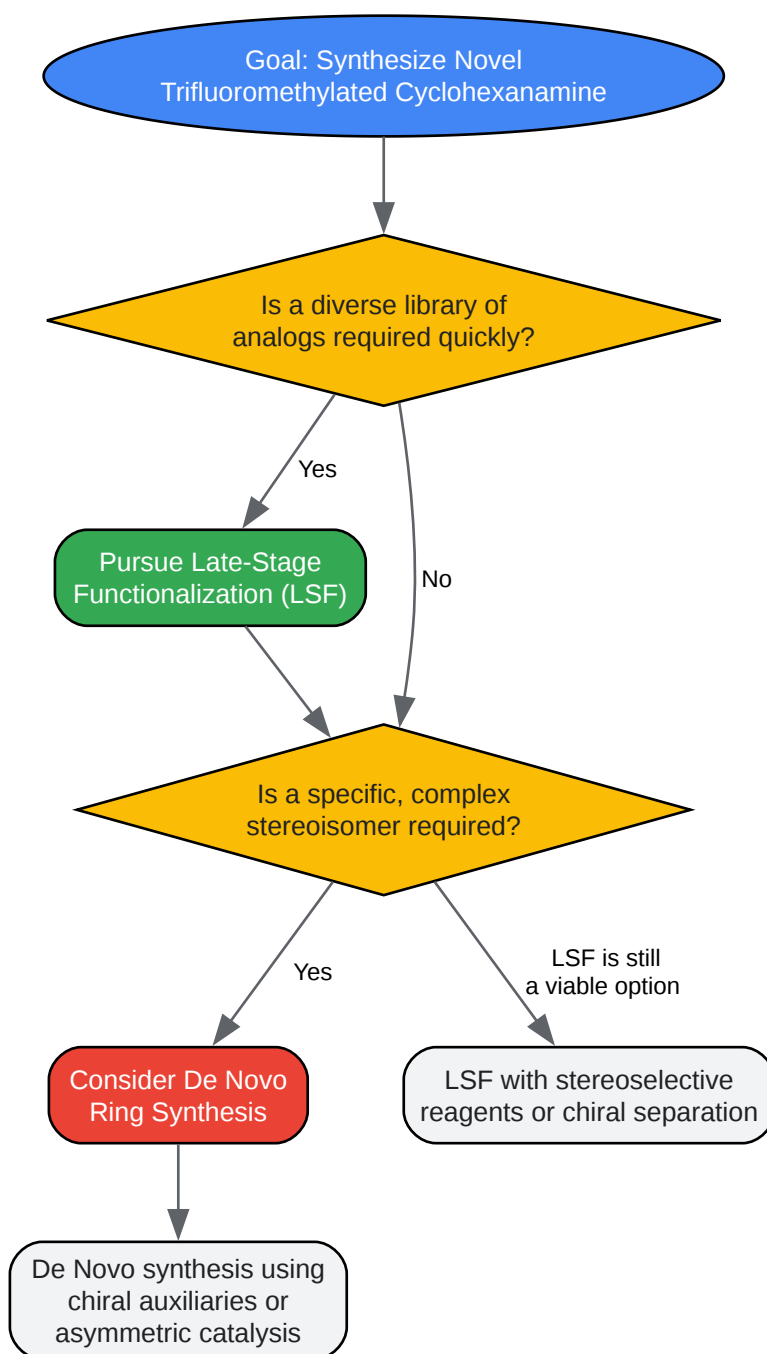 Goal: Synthesize Novel
Trifluoromethylated Cyclohexanamine
Is a diverse library of
analogs required quickly?
Yes
Pursue Late-Stage
Functionalization (LSF)
No
Is a specific, complex
stereoisomer required?
Yes
LSF is still
a viable option
Consider De Novo
Ring Synthesis
LSF with stereoselective
reagents or chiral separation
De Novo synthesis using
chiral auxiliaries or
asymmetric catalysis